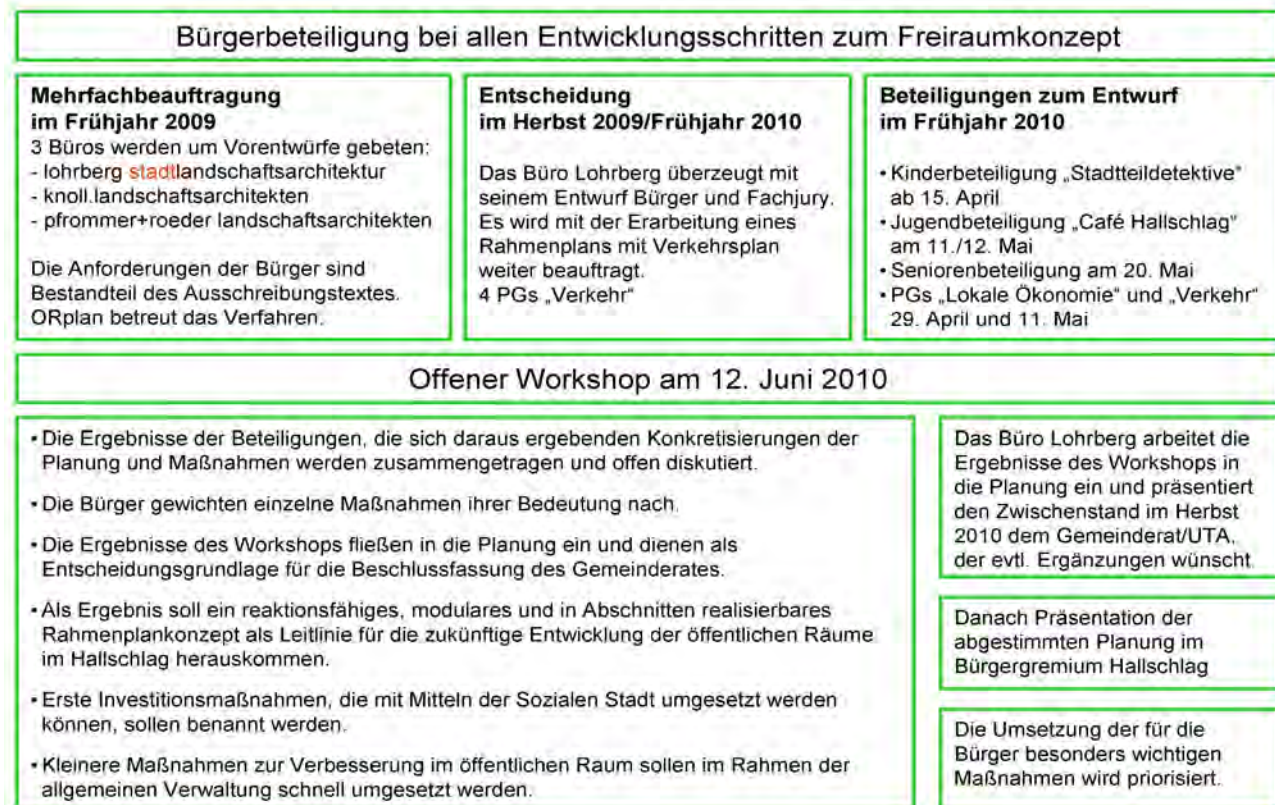 Bürgerbeteiligung bei allen Entwicklungsschritten zum Freiraumkonzept
Mehrfachbeauftragung
im Frühjahr 2009
3 Büros werden um Vorentwürfe gebeten:
- lohrberg stadtlandschaftsarchitektur
- knoll.landschaftsarchitekten
- pfrommer+roeder landschaftsarchitekten
Die Anforderungen der Bürger sind
Bestandteil des Ausschreibungstextes.
ORplan betreut das Verfahren.
Entscheidung
im Herbst 2009/Frühjahr 2010
Das Büro Lohrberg überzeugt mit
seinem Entwurf Bürger und Fachjury.
Es wird mit der Erarbeitung eines
Rahmenplans mit Verkehrsplan
weiter beauftragt.
4 PGs „Verkehr“
Beteiligungen zum Entwurf
im Frühjahr 2010
• Kinderbeteiligung „Stadtteildetektive“
ab 15. April
• Jugendbeteiligung „Café Hallschlag“
am 11./12. Mai
• Seniorenbeteiligung am 20. Mai
• PGs „Lokale Ökonomie“ und „Verkehr“
29. April und 11. Mai
Offener Workshop am 12. Juni 2010
• Die Ergebnisse der Beteiligungen, die sich daraus ergebenden Konkretisierungen der
Planung und Maßnahmen werden zusammengetragen und offen diskutiert.
• Die Bürger gewichten einzelne Maßnahmen ihrer Bedeutung nach.
• Die Ergebnisse des Workshops fließen in die Planung ein und dienen als
Entscheidungsgrundlage für die Beschlussfassung des Gemeinderates.
• Als Ergebnis soll ein reaktionsfähiges, modulares und in Abschnitten realisierbares
Rahmenplankonzept als Leitlinie für die zukünftige Entwicklung der öffentlichen Räume
im Hallschlag herauskommen.
• Erste Investitionsmaßnahmen, die mit Mitteln der Sozialen Stadt umgesetzt werden
können, sollen benannt werden.
• Kleinere Maßnahmen zur Verbesserung im öffentlichen Raum sollen im Rahmen der
allgemeinen Verwaltung schnell umgesetzt werden.
Das Büro Lohrberg arbeitet die
Ergebnisse des Workshops in
die Planung ein und präsentiert
den Zwischenstand im Herbst
2010 dem Gemeinderat/UTA,
der evtl. Ergänzungen wünscht.
Danach Präsentation der
abgestimmten Planung im
Bürgergremium Hallschlag
Die Umsetzung der für die
Bürger besonders wichtigen
Maßnahmen wird priorisiert.